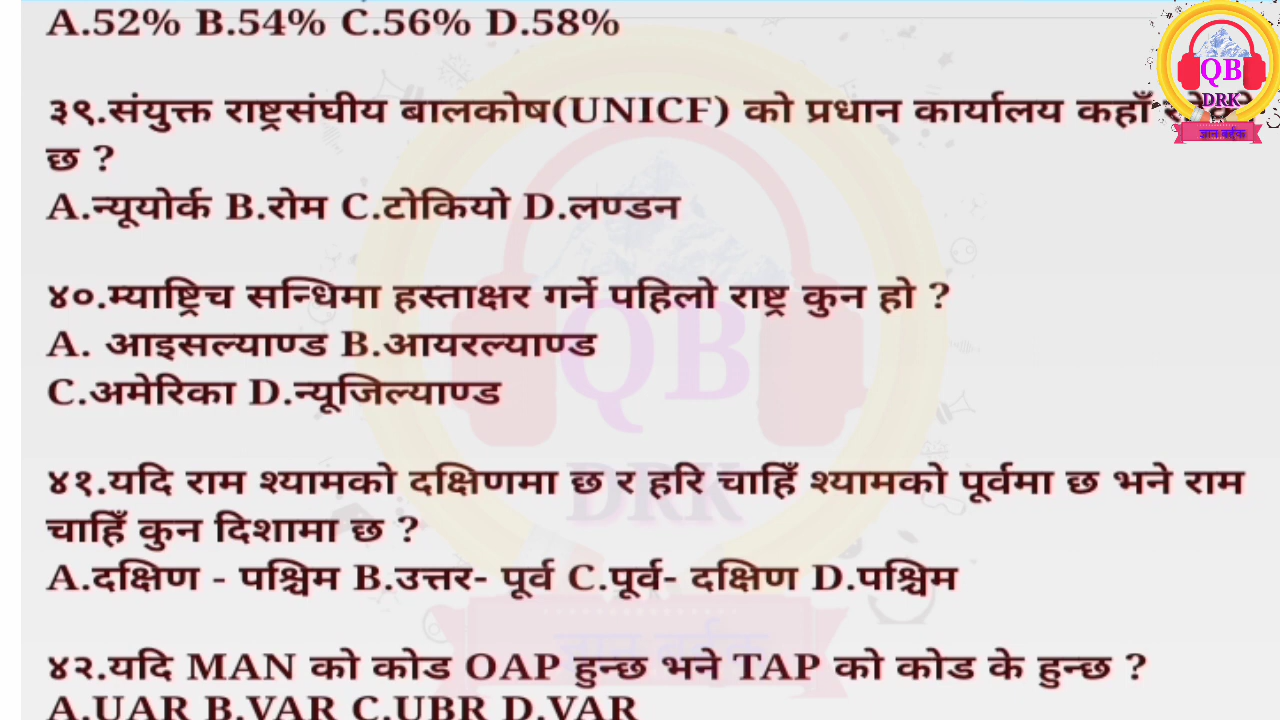 A.52% B.54% C.56% D.58%
३९.संयुक्त राष्ट्रसंघीय बालकोष(UNICF) को प्रधान कार्यालय कहाँ
छ ?
A.न्यूयोर्क B.रोम C.टोकियो D.लण्डन
४०.म्याष्ट्रिच सन्धिमा हस्ताक्षर गर्ने पहिलो राष्ट्र कुन हो ?
A. आइसल्याण्ड B.आयरल्याण्ड
C.अमेरिका D.न्यूजिल्याण्ड
४१.यदि राम श्यामको दक्षिणमा छ र हरि चाहिँ श्यामको पूर्वमा छ भने राम
चाहिँ कुन दिशामा छ ?
A.दक्षिण - पश्चिम B.उत्तर- पूर्व C.पूर्व- दक्षिण D.पश्चिम
४२.यदि MAN को कोड OAP हुन्छ भने TAP को कोड के हुन्छ ?
A.UAR B.VAR C.UBR D.VAR
QB
DRK
QB
DRK